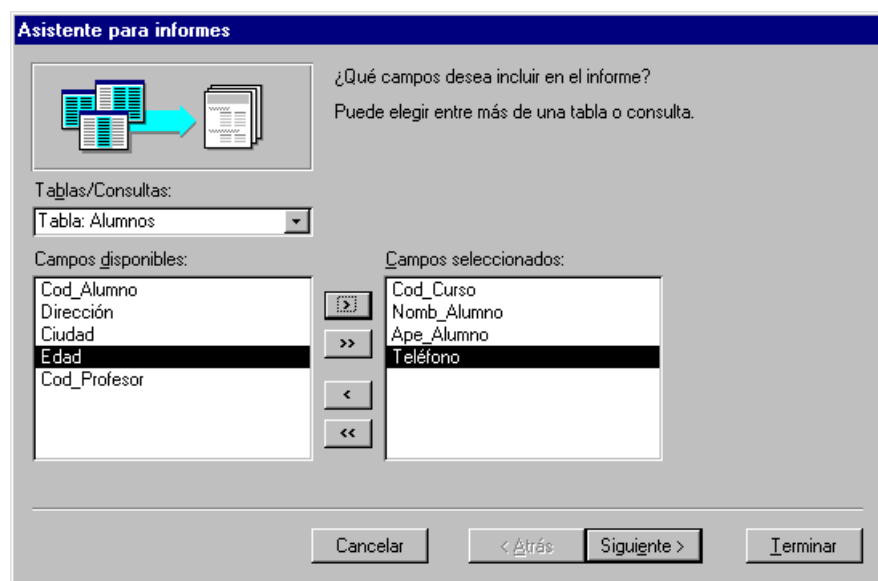 Asistente para informes
¿Qué campos desea incluir en el informe?
Puede elegir entre más de una tabla o consulta.
Tablas/Consultas:
Tabla: Alumnos
Campos disponibles:
Cod_Alumno
Dirección
Ciudad
Edad
Cod_Profesor
>
>>
<
<<
Campos seleccionados:
Cod_Curso
Nomb_Alumno
Ape_Alumno
Teléfono
Cancelar
< Atrás
Siguiente >
Terminar